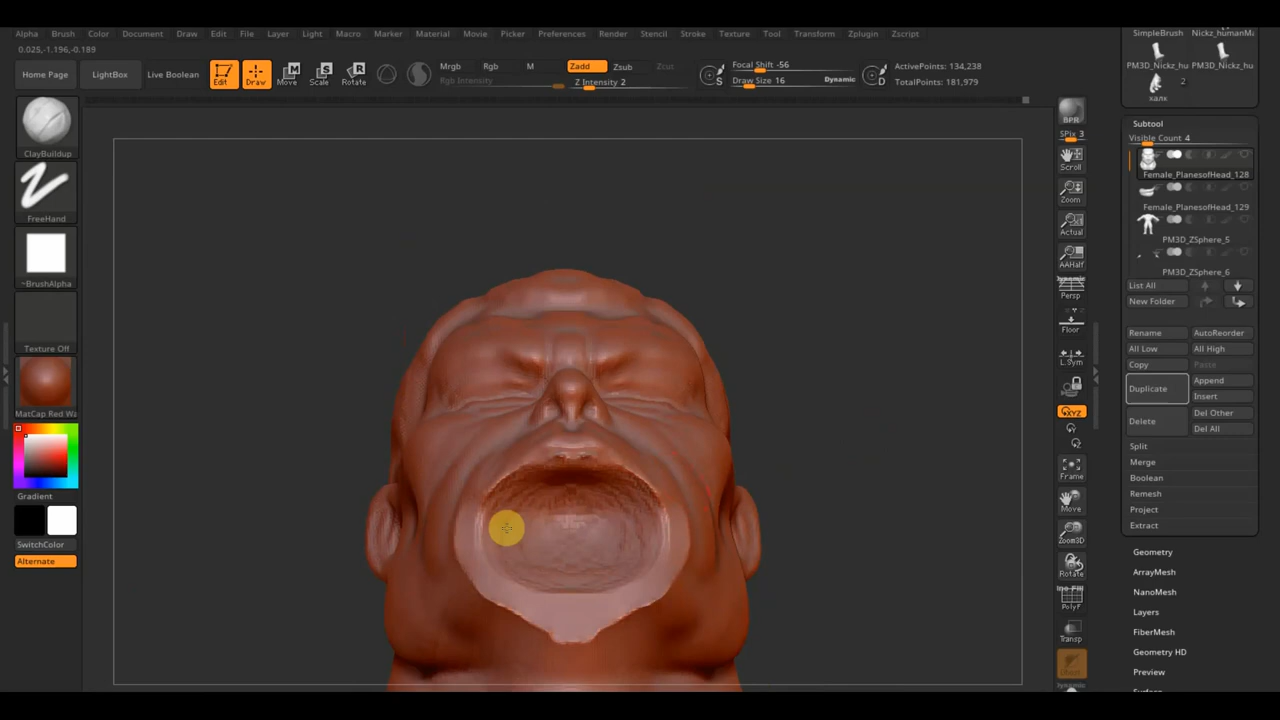 Alpha Brush Color Document Draw Edit File Layer Light Macro Marker Material Movie Picker Preferences Render Stencil Stroke Texture Tool Transform Zplugin Zscript
0.025,-1.196,-0.189
Home Page LightBox Live Boolean Edit Draw Move Scale Rotate
Mrgb Rgb M Zadd Zsub Zcut
Rgb Intensity Z Intensity 2
S Focal Shift -56
Draw Size 16 Dynamic
D ActivePoints: 134,238
TotalPoints: 181,979
ClayBuildup
FreeHand
~BrushAlpha
Texture Off
MatCap Red Wa
Gradient
SwitchColor
Alternate
BPR
SPix 3
Scroll
Zoom
Actual
AAHalf
Dynamic
Persp
Floor
L.Sym
XYZ
Y
Z
Frame
Move
Zoom3D
Rotate
PolyF
Transp
Dynamic
SimpleBrush Nickz_humanMa
PM3D_Nickz_hu PM3D_Nickz_hu
2
калк
Subtool
Visible Count 4
Female_PlanesofHead_128
Female_PlanesofHead_129
PM3D_ZSphere_5
PM3D_ZSphere_6
List All
New Folder
Rename AutoReorder
All Low All High
Copy Paste
Duplicate Append
Insert
Delete Del Other
Del All
Split
Merge
Boolean
Remesh
Project
Extract
Geometry
ArrayMesh
NanoMesh
Layers
FiberMesh
Geometry HD
Preview